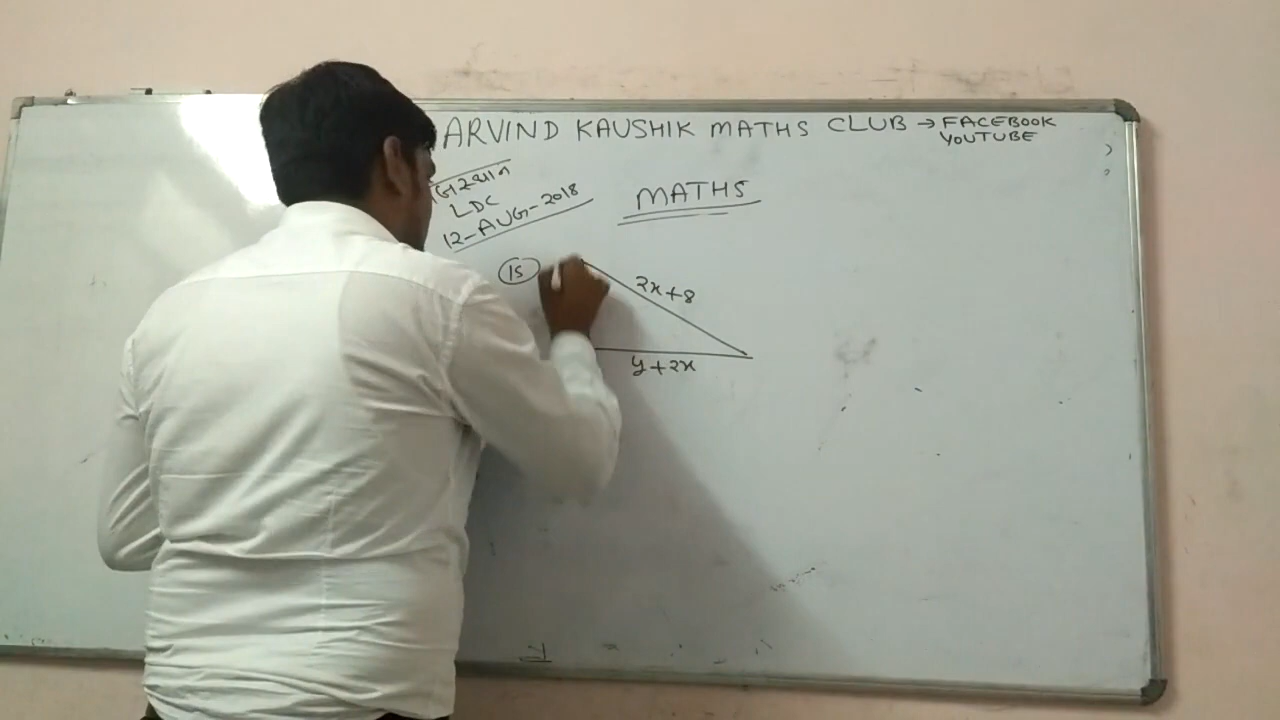 ARVIND KAUSHIK MATHS CLUB → FACEBOOK
YOUTUBE
LDC
12-AUG-2018
MATHS
15
2x+8
y+2x